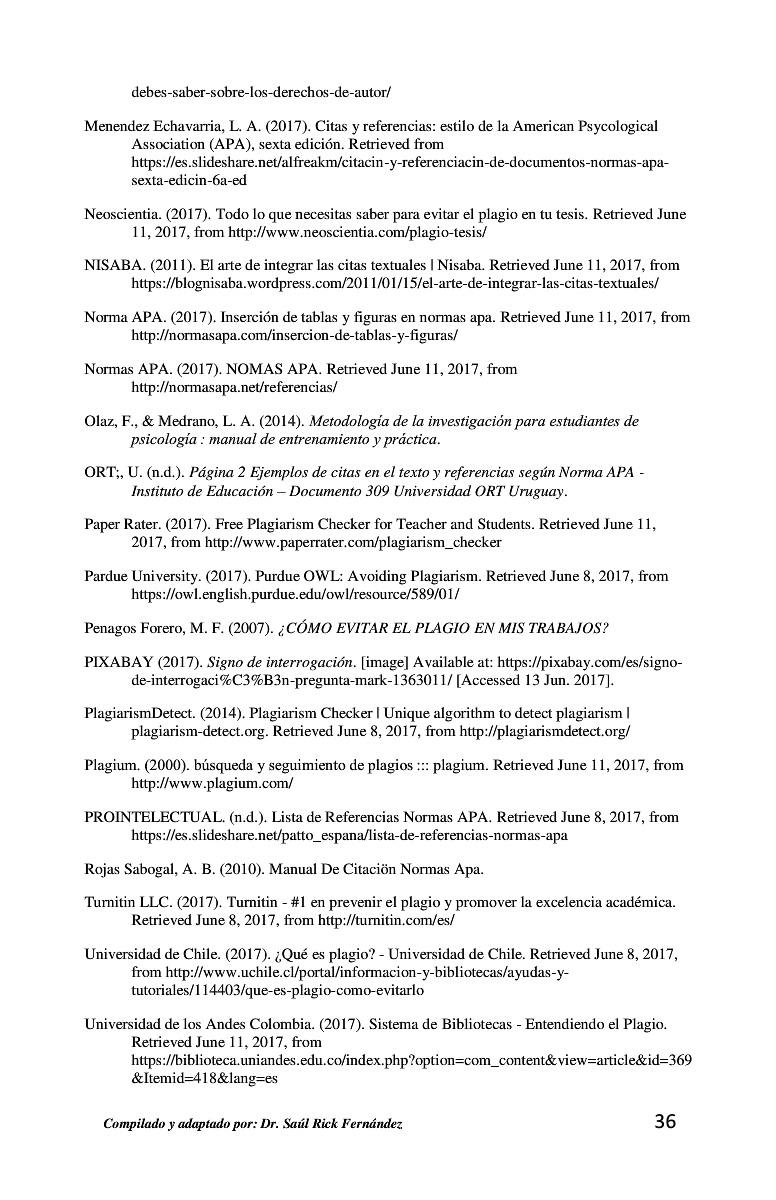 debes-saber-sobre-los-derechos-de-autor/
Menendez Echavarria, L. A. (2017). Citas y referencias: estilo de la American Psycological
Association (APA), sexta edición. Retrieved from
https://es.slideshare.net/alfreakm/citacin-y-referenciacin-de-documentos-normas-apa-
sexta-edicin-6a-ed
Neoscientia. (2017). Todo lo que necesitas saber para evitar el plagio en tu tesis. Retrieved June
11, 2017, from http://www.neoscientia.com/plagio-tesis/
NISABA. (2011). El arte de integrar las citas textuales | Nisaba. Retrieved June 11, 2017, from
https://blognisaba.wordpress.com/2011/01/15/el-arte-de-integrar-las-citas-textuales/
Norma APA. (2017). Inserción de tablas y figuras en normas apa. Retrieved June 11, 2017, from
http://normasapa.com/insercion-de-tablas-y-figuras/
Normas APA. (2017). NOMAS APA. Retrieved June 11, 2017, from
http://normasapa.net/referencias/
Olaz, F., & Medrano, L. A. (2014). Metodología de la investigación para estudiantes de
psicología : manual de entrenamiento y práctica.
ORT;, U. (n.d.). Página 2 Ejemplos de citas en el texto y referencias según Norma APA -
Instituto de Educación – Documento 309 Universidad ORT Uruguay.
Paper Rater. (2017). Free Plagiarism Checker for Teacher and Students. Retrieved June 11,
2017, from http://www.paperrater.com/plagiarism_checker
Pardue University. (2017). Purdue OWL: Avoiding Plagiarism. Retrieved June 8, 2017, from
https://owl.english.purdue.edu/owl/resource/589/01/
Penagos Forero, M. F. (2007). ¿CÓMO EVITAR EL PLAGIO EN MIS TRABAJOS?
PIXABAY (2017). Signo de interrogación. [image] Available at: https://pixabay.com/es/signo-
de-interrogaci%C3%B3n-pregunta-mark-1363011/ [Accessed 13 Jun. 2017].
PlagiarismDetect. (2014). Plagiarism Checker | Unique algorithm to detect plagiarism |
plagiarism-detect.org. Retrieved June 8, 2017, from http://plagiarismdetect.org/
Plagium. (2000). búsqueda y seguimiento de plagios ::: plagium. Retrieved June 11, 2017, from
http://www.plagium.com/
PROINTELECTUAL. (n.d.). Lista de Referencias Normas APA. Retrieved June 8, 2017, from
https://es.slideshare.net/patto_espana/lista-de-referencias-normas-apa
Rojas Sabogal, A. B. (2010). Manual De Citaciön Normas Apa.
Turnitin LLC. (2017). Turnitin - #1 en prevenir el plagio y promover la excelencia académica.
Retrieved June 8, 2017, from http://turnitin.com/es/
Universidad de Chile. (2017). ¿Qué es plagio? - Universidad de Chile. Retrieved June 8, 2017,
from http://www.uchile.cl/portal/informacion-y-bibliotecas/ayudas-y-
tutoriales/114403/que-es-plagio-como-evitarlo
Universidad de los Andes Colombia. (2017). Sistema de Bibliotecas - Entendiendo el Plagio.
Retrieved June 11, 2017, from
https://biblioteca.uniandes.edu.co/index.php?option=com_content&view=article&id=369
&Itemid=418&lang=es
Compilado y adaptado por: Dr. Saúl Rick Fernández 36